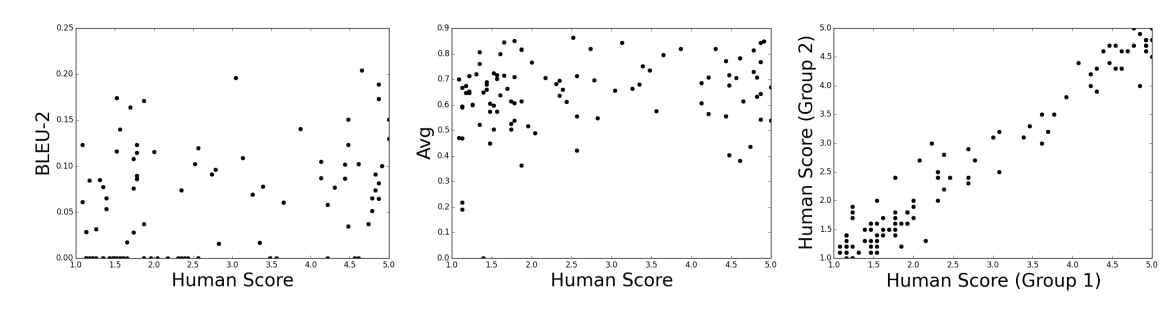 BLEU-2
0.25
0.20
0.15
0.10
0.05
0.00
1.0 1.5 2.0 2.5 3.0 3.5 4.0 4.5 5.0
Human Score
Avg
0.9
0.8
0.7
0.6
0.5
0.4
0.3
0.2
0.1
0.0
1.0 1.5 2.0 2.5 3.0 3.5 4.0 4.5 5.0
Human Score
Human Score (Group 2)
5.0
4.5
4.0
3.5
3.0
2.5
2.0
1.5
1.0
1.0 1.5 2.0 2.5 3.0 3.5 4.0 4.5 5.0
Human Score (Group 1)